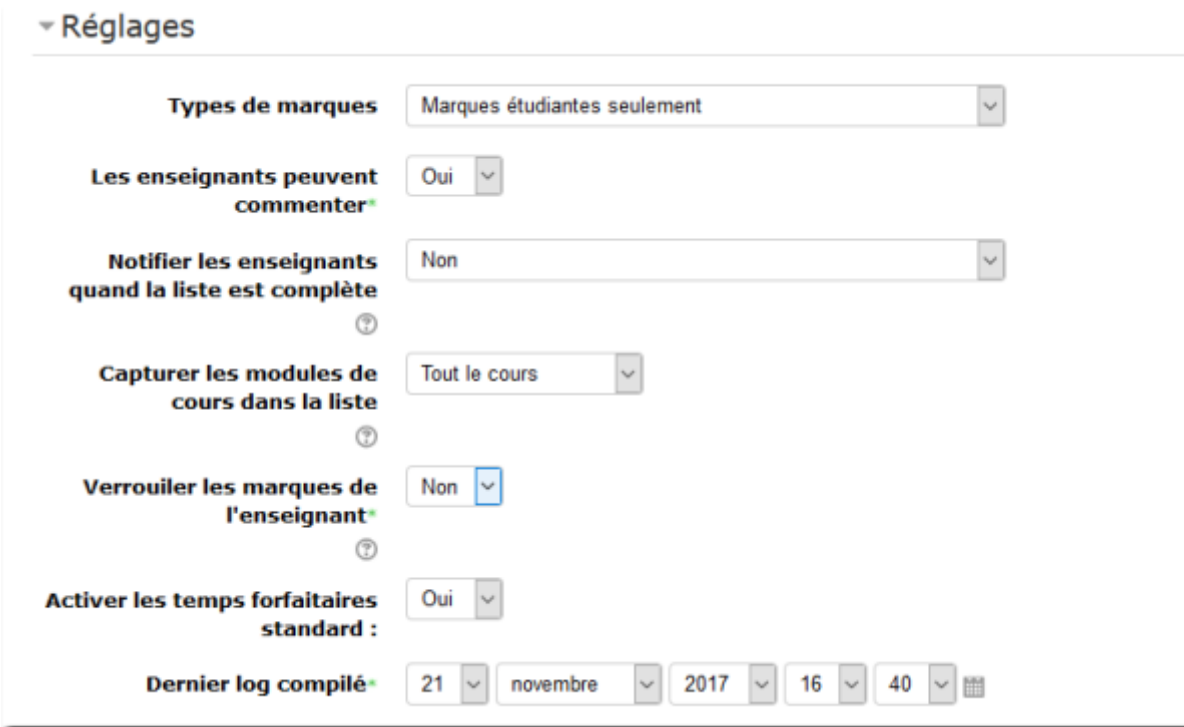 Réglages
Types de marques Marques étudiantes seulement
Les enseignants peuvent Oui
commenter*
Notifier les enseignants Non
quand la liste est complète
Capturer les modules de Tout le cours
cours dans la liste
Verrouiler les marques de Non
l'enseignant*
Activer les temps forfaitaires Oui
standard :
Dernier log compilé* 21 novembre 2017 16 40